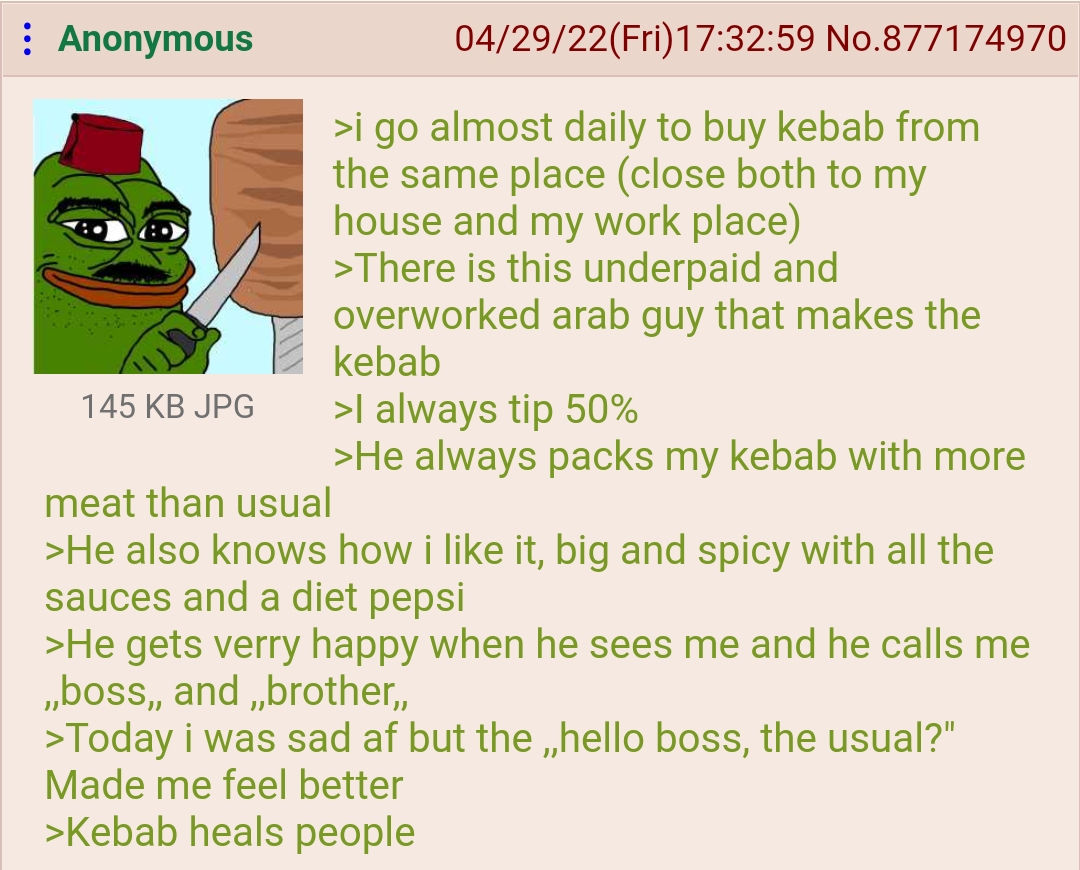 Anonymous 04/29/22(Fri)17:32:59 No.877174970
>i go almost daily to buy kebab from
the same place (close both to my
house and my work place)
>There is this underpaid and
overworked arab guy that makes the
kebab
145 KB JPG
>I always tip 50%
>He always packs my kebab with more
meat than usual
>He also knows how i like it, big and spicy with all the
sauces and a diet pepsi
>He gets verry happy when he sees me and he calls me
,,boss,, and ,,brother,,
>Today i was sad af but the ,,hello boss, the usual?"
Made me feel better
>Kebab heals people